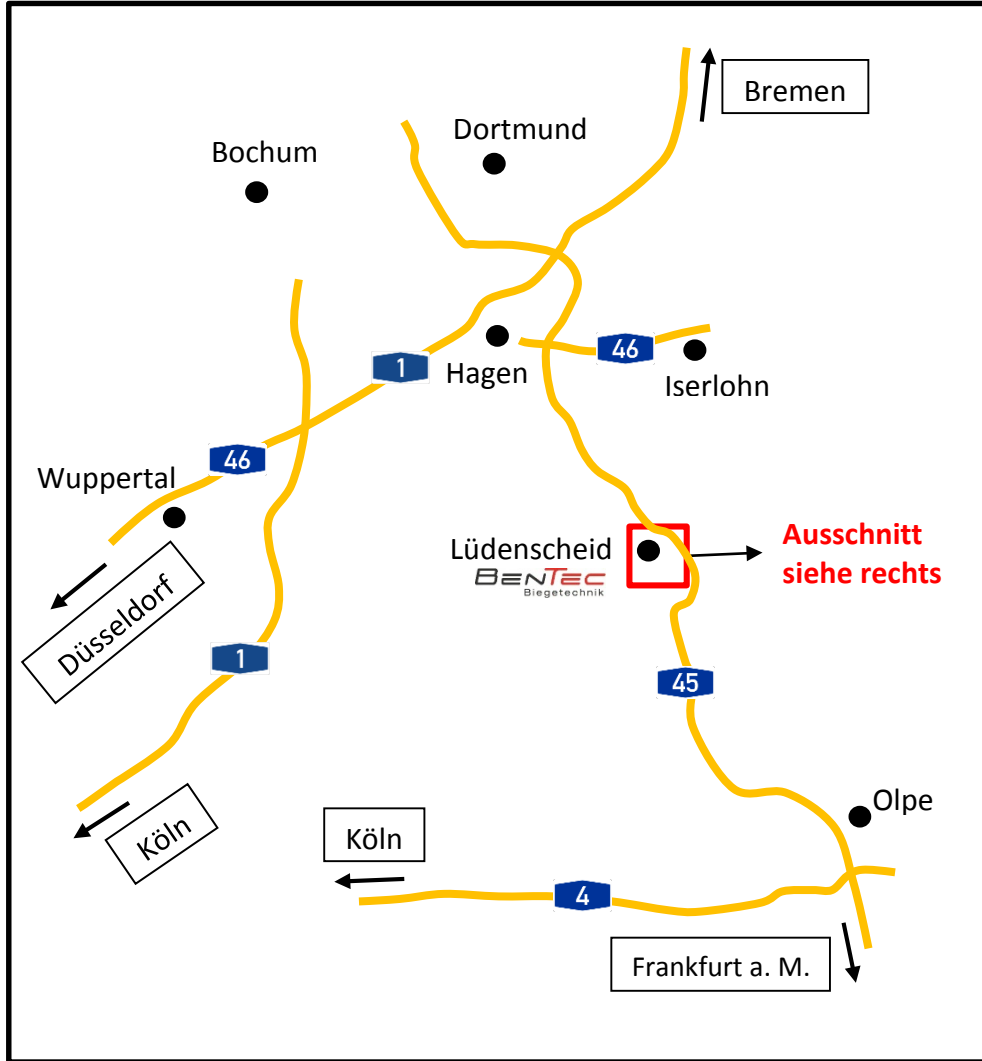 Bremen
Dortmund
Bochum
46
1
Hagen
Iserlohn
46
Wuppertal
Lüdenscheid
BENTEC
Biegetechnik
Ausschnitt
siehe rechts
Düsseldorf
1
45
Olpe
Köln
Köln
4
Frankfurt a. M.